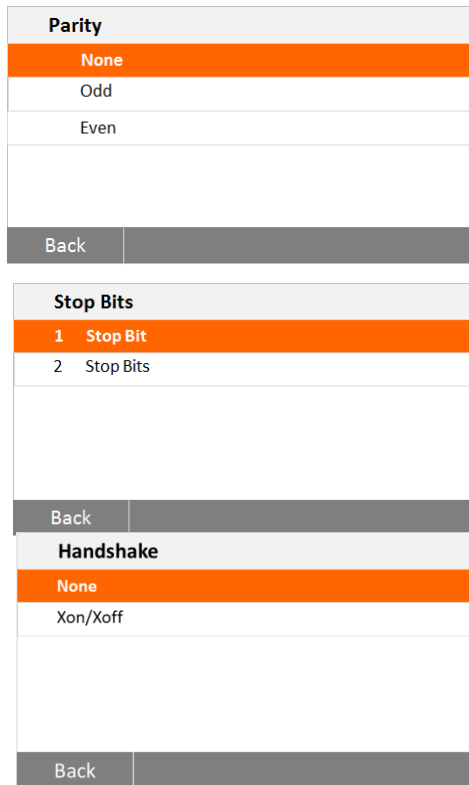 Parity
None
Odd
Even
Back
Stop Bits
1 Stop Bit
2 Stop Bits
Back
Handshake
None
Xon/Xoff
Back